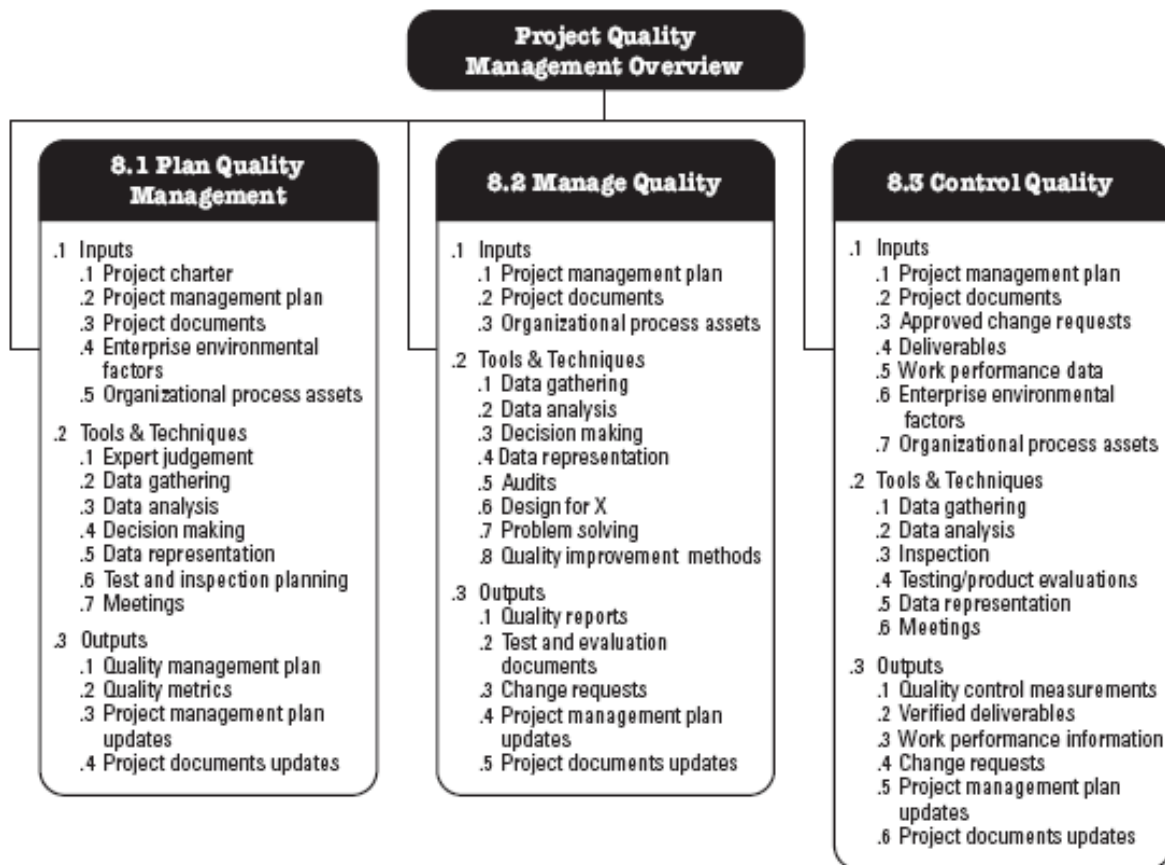 Project Quality
Management Overview
8.1 Plan Quality
Management
.1 Inputs
.1 Project charter
.2 Project management plan
.3 Project documents
.4 Enterprise environmental
factors
.5 Organizational process assets
.2 Tools & Techniques
.1 Expert judgement
.2 Data gathering
.3 Data analysis
.4 Decision making
.5 Data representation
.6 Test and inspection planning
.7 Meetings
.3 Outputs
.1 Quality management plan
.2 Quality metrics
.3 Project management plan
updates
.4 Project documents updates
8.2 Manage Quality
.1 Inputs
.1 Project management plan
.2 Project documents
.3 Organizational process assets
.2 Tools & Techniques
.1 Data gathering
.2 Data analysis
.3 Decision making
.4 Data representation
.5 Audits
.6 Design for X
.7 Problem solving
.8 Quality improvement methods
.3 Outputs
.1 Quality reports
.2 Test and evaluation
documents
.3 Change requests
.4 Project management plan
updates
.5 Project documents updates
8.3 Control Quality
.1 Inputs
.1 Project management plan
.2 Project documents
.3 Approved change requests
.4 Deliverables
.5 Work performance data
.6 Enterprise environmental
factors
.7 Organizational process assets
.2 Tools & Techniques
.1 Data gathering
.2 Data analysis
.3 Inspection
.4 Testing/product evaluations
.5 Data representation
.6 Meetings
.3 Outputs
.1 Quality control measurements
.2 Verified deliverables
.3 Work performance information
.4 Change requests
.5 Project management plan
updates
.6 Project documents updates